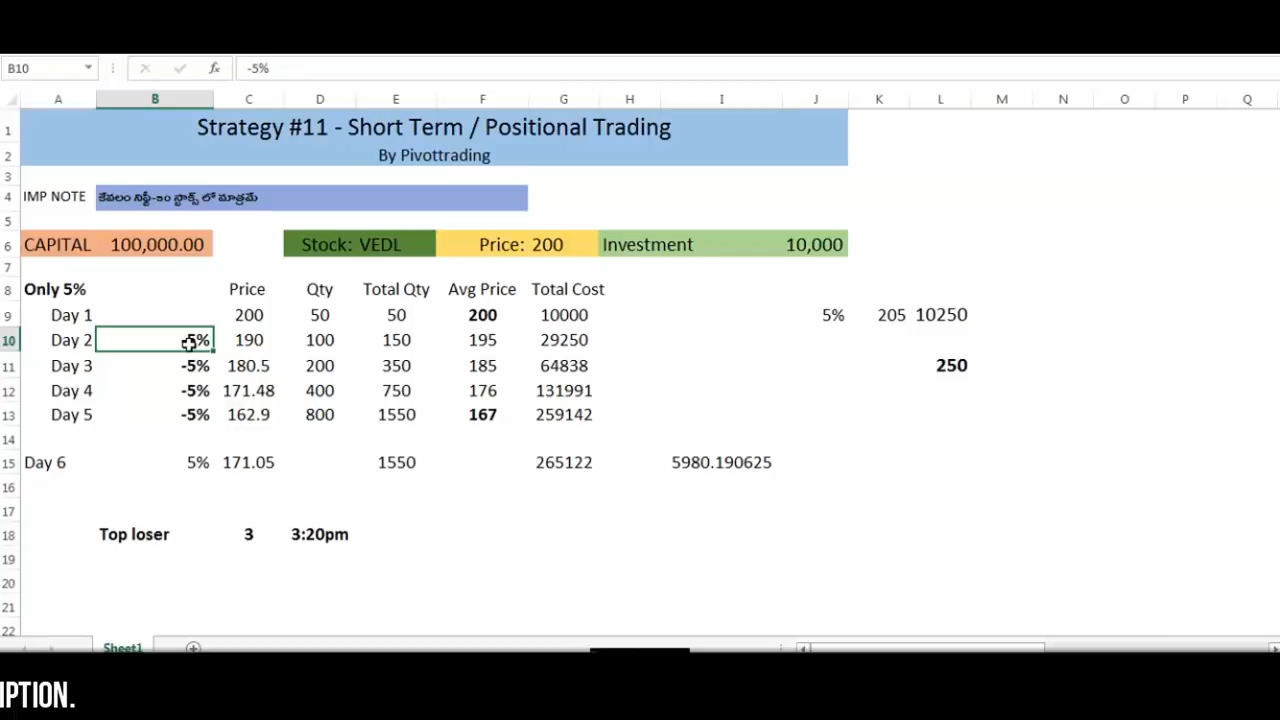 B10 fx -5%
A B C D E F G H I J K L M N O P Q
1 Strategy #11 - Short Term / Positional Trading
2 By Pivottrading
3
4 IMP NOTE కేవలం నిఫ్టీ-50 స్టాక్స్ లో మాత్రమే
5
6 CAPITAL 100,000.00 Stock: VEDL Price: 200 Investment 10,000
7
8 Only 5% Price Qty Total Qty Avg Price Total Cost
9 Day 1 200 50 50 200 10000 5% 205 10250
10 Day 2 -5% 190 100 150 195 29250
11 Day 3 -5% 180.5 200 350 185 64838 250
12 Day 4 -5% 171.48 400 750 176 131991
13 Day 5 -5% 162.9 800 1550 167 259142
14
15 Day 6 5% 171.05 1550 265122 5980.190625
16
17
18 Top loser 3 3:20pm
19
20
21
22
Sheet1
IPTION.